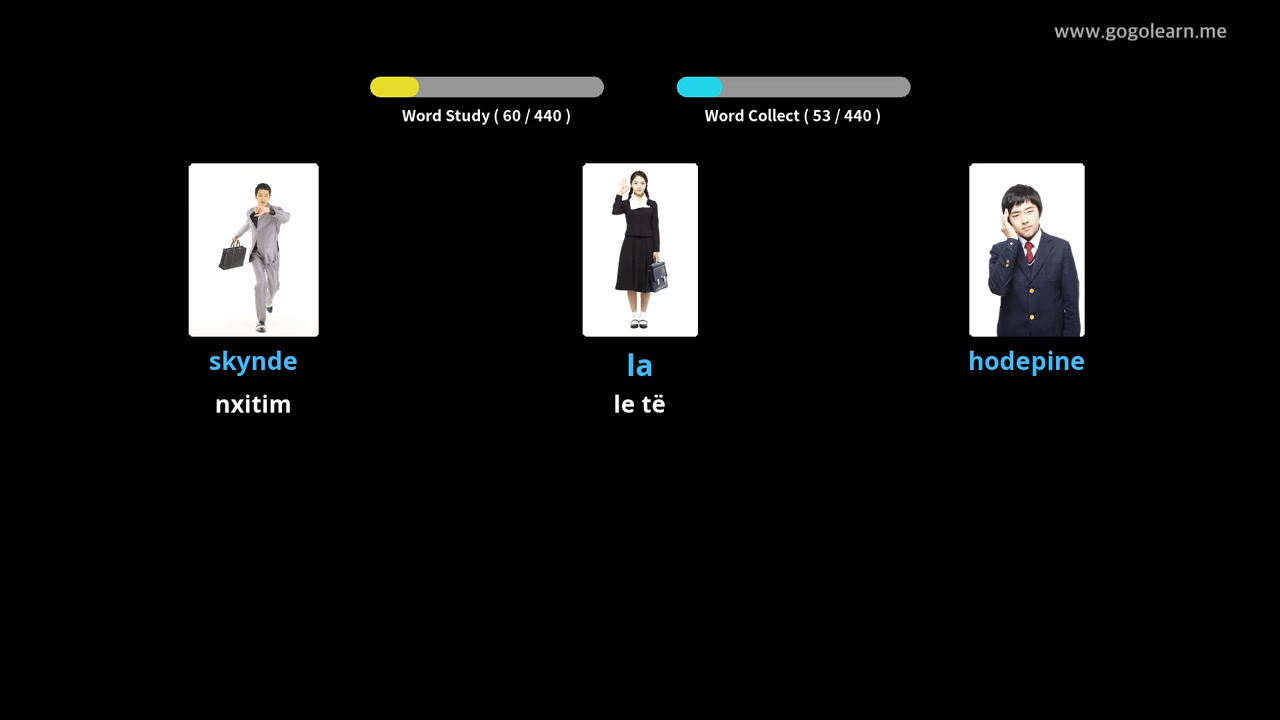 www.gogolearn.me
Word Study ( 60 / 440 )
Word Collect ( 53 / 440 )
skynde
la
hodepine
nxitim
le të